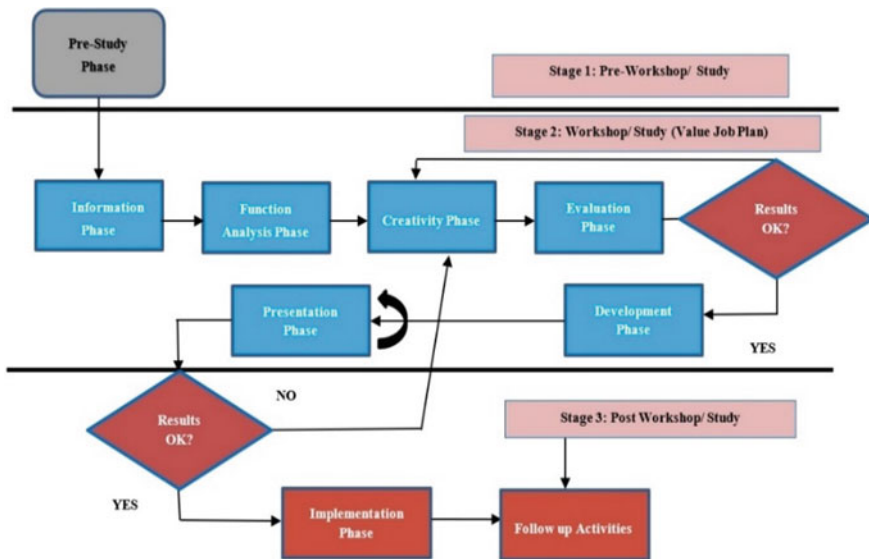 Pre-Study
Phase
Stage 1: Pre-Workshop/ Study
Stage 2: Workshop/ Study (Value Job Plan)
Information
Phase
Function
Analysis Phase
Creativity Phase
Evaluation
Phase
Results
OK?
Presentation
Phase
Development
Phase
YES
NO
Results
OK?
Stage 3: Post Workshop/ Study
YES
Implementation
Phase
Follow up Activities